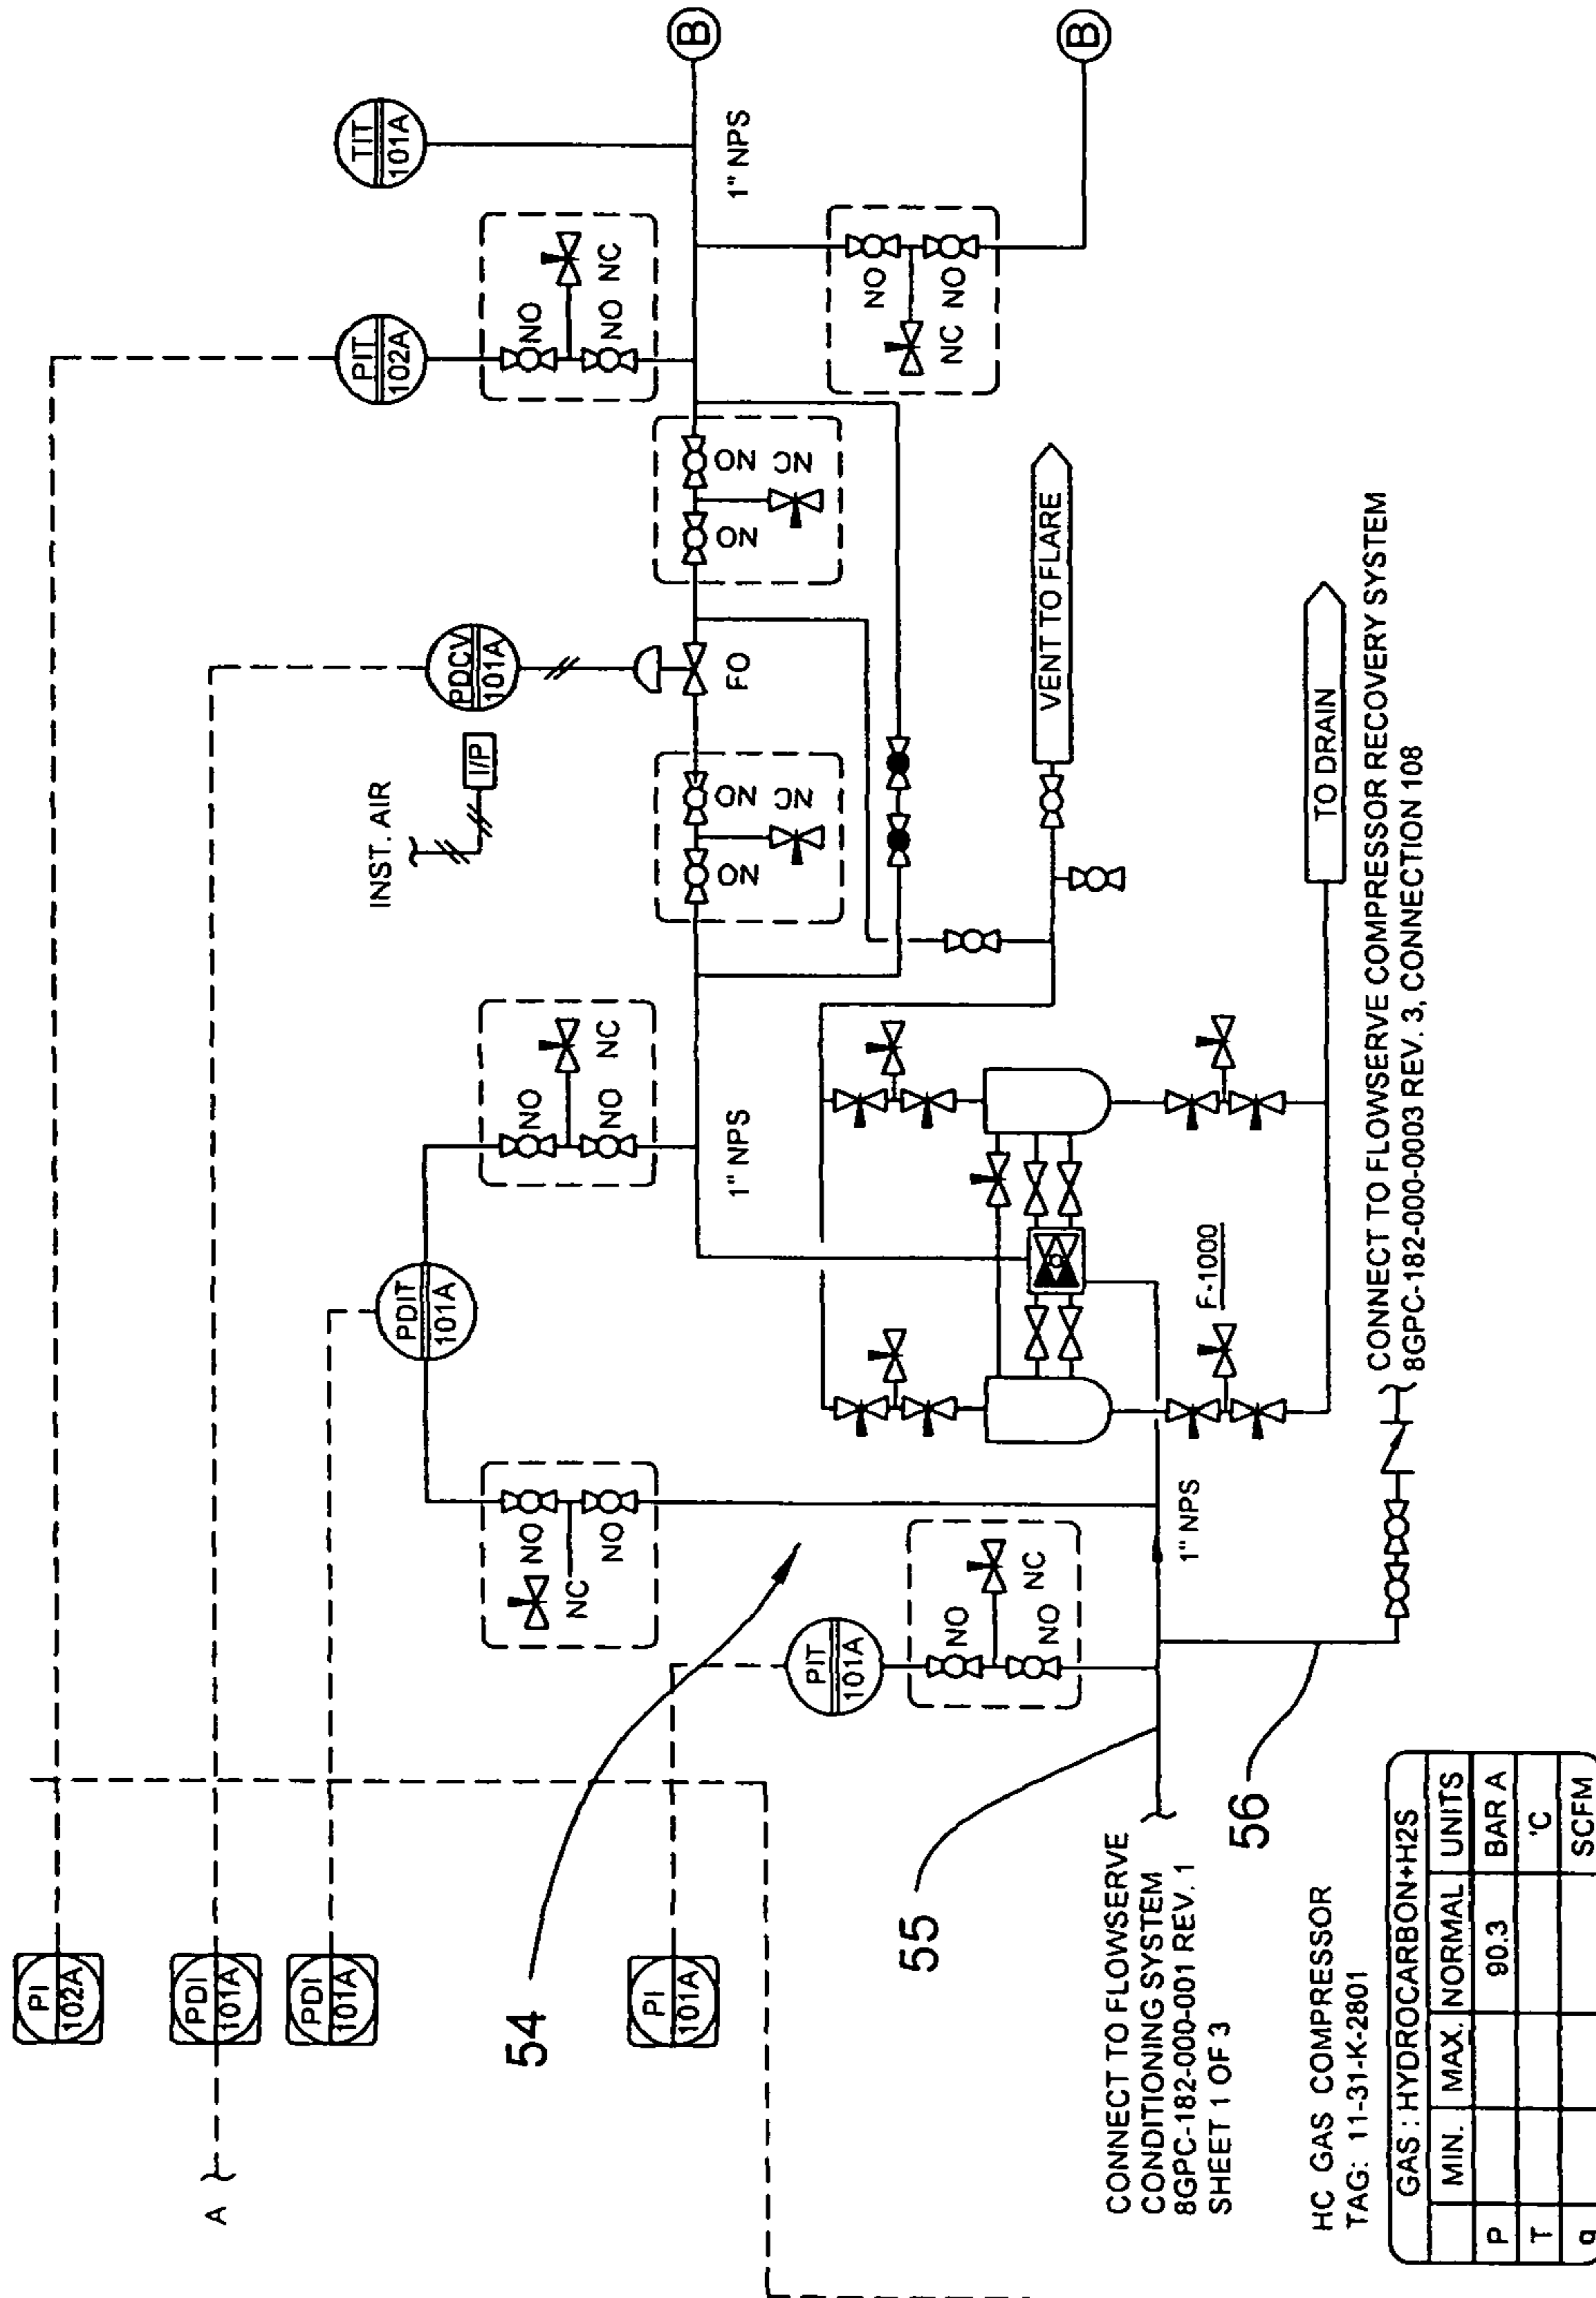 PI
102A
PDI
101A
A
PDI
101A
PI
101A
54
INST. AIR
I/P
PDCV
101A
PIT
102A
TIT
101A
PDIT
101A
NO
NC
NO
NO
NO NC
NO
NO NC
B
1" NPS
1" NPS
NO
NO
NC
FO
NO
NO
NC
NO
NC NO
B
PIT
101A
NO
NO
NC
55
CONNECT TO FLOWSERVE
CONDITIONING SYSTEM
8GPC-182-000-001 REV. 1
SHEET 1 OF 3
56
1" NPS
F-1000
VENT TO FLARE
TO DRAIN
CONNECT TO FLOWSERVE COMPRESSOR RECOVERY SYSTEM
8GPC-182-000-0003 REV. 3, CONNECTION 108
HC GAS COMPRESSOR
TAG: 11-31-K-2801
GAS : HYDROCARBON+H2S
MIN. MAX. NORMAL UNITS
P 90.3 BAR A
T 'C
q SCFM